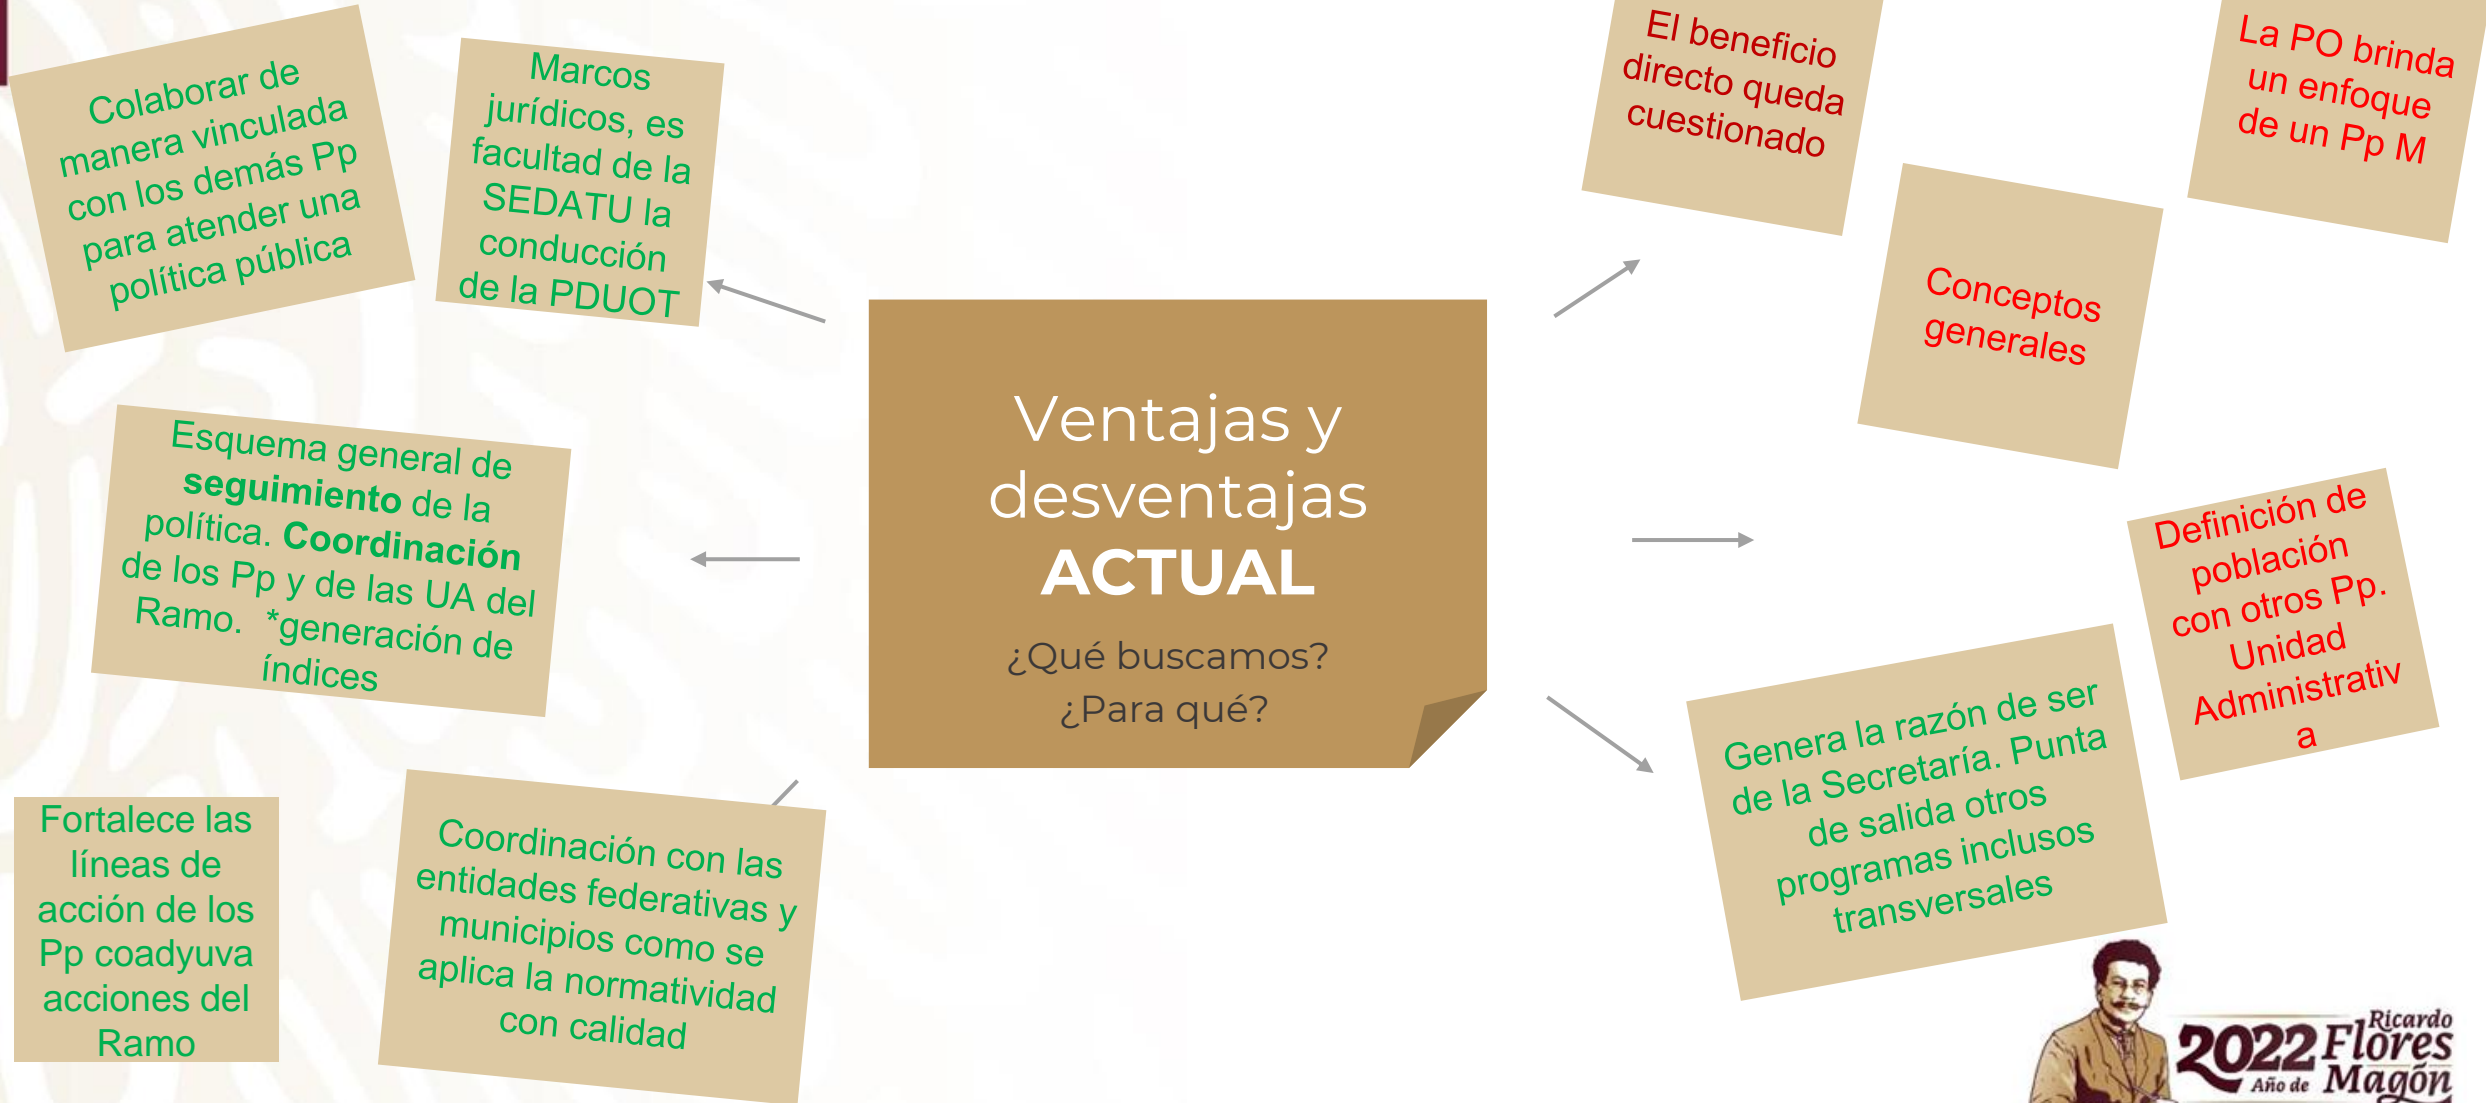 Colaborar de
manera vinculada
con los demás Pp
para atender una
política pública
Marcos
jurídicos, es
facultad de la
SEDATU la
conducción
de la PDUOT
Esquema general de
seguimiento de la
política. Coordinación
de los Pp y de las UA del
Ramo.  *generación de
índices
Fortalece las
líneas de
acción de los
Pp coadyuva
acciones del
Ramo
Coordinación con las
entidades federativas y
municipios como se
aplica la normatividad
con calidad
Ventajas y
desventajas
ACTUAL
¿Qué buscamos?
¿Para qué?
El beneficio
directo queda
cuestionado
La PO brinda
un enfoque
de un Pp M
Conceptos
generales
Definición de
población
con otros Pp.
Unidad
Administrativ
a
Genera la razón de ser
de la Secretaría. Punta
de salida otros
programas inclusos
transversales
2022 Ricardo
Flores
Año de Magón